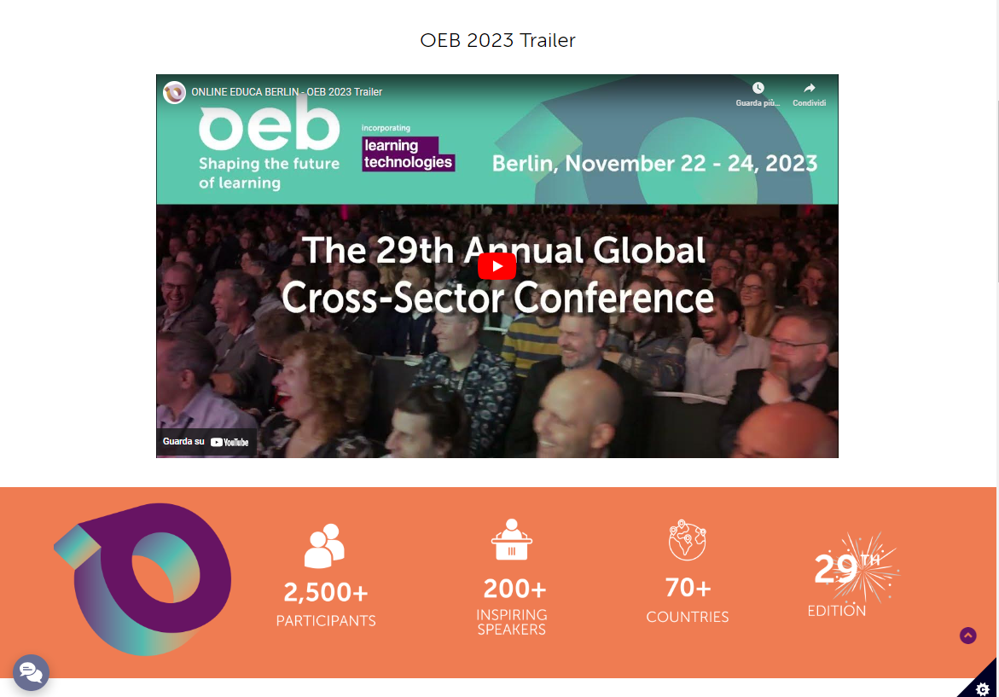 OEB 2023 Trailer
ONLINE EDUCA BERLIN - OEB 2023 Trailer
Guarda più...
Condividi
oeb
Shaping the future
of learning
incorporating
learning
technologies
Berlin, November 22 - 24, 2023
The 29th Annual Global
Cross-Sector Conference
Guarda su YouTube
2,500+
PARTICIPANTS
200+
INSPIRING
SPEAKERS
70+
COUNTRIES
29TH
EDITION